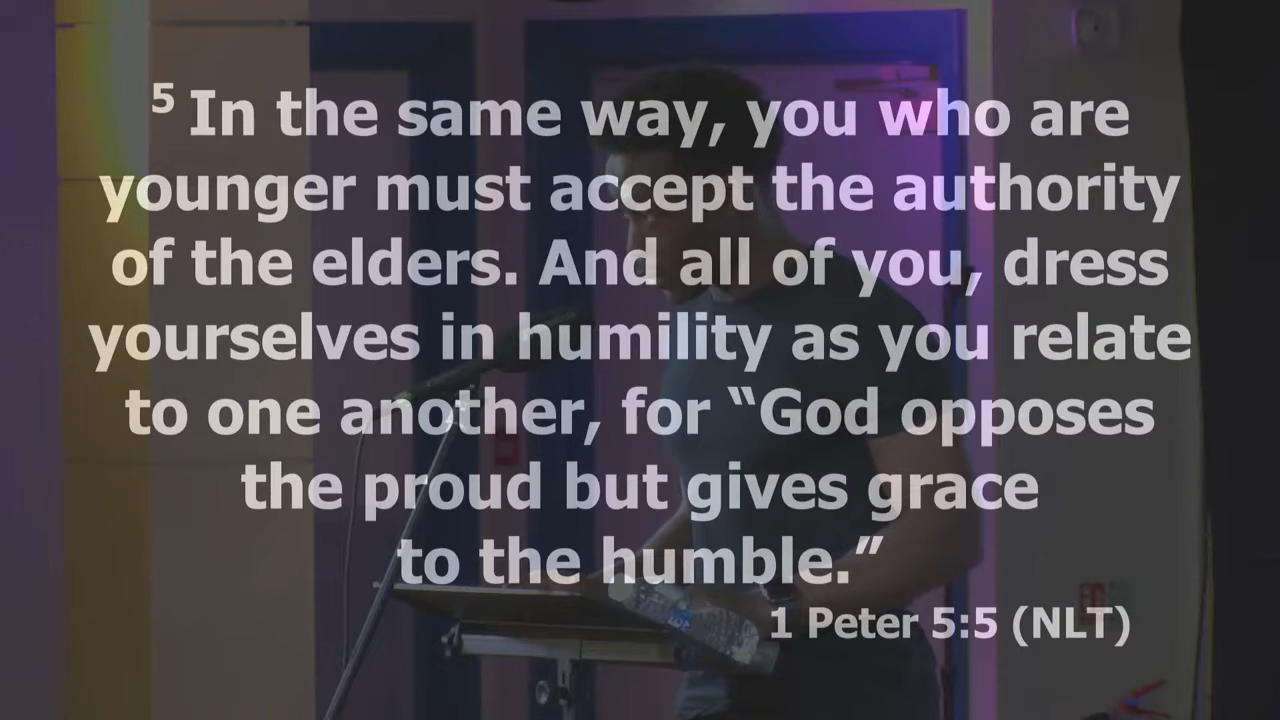 5 In the same way, you who are
younger must accept the authority
of the elders. And all of you, dress
yourselves in humility as you relate
to one another, for “God opposes
the proud but gives grace
to the humble.”
1 Peter 5:5 (NLT)